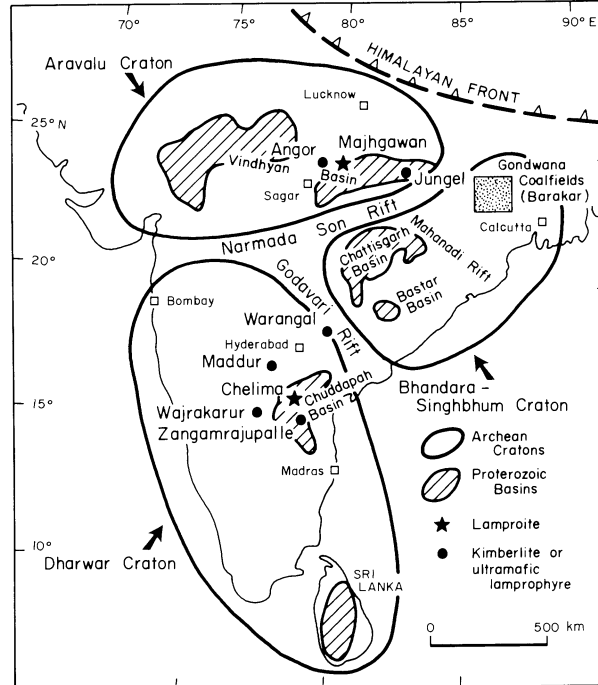 70°
75°
80°
85°
90°E
Aravalu Craton
HIMALAYAN FRONT
Lucknow
25°N
Angor
Majhgawan
Vindhyan
Basin
Jungel
Sagar
Gondwana
Coalfields
(Barakar)
Calcutta
Narmada Son Rift
20°
Chattisgarh
Basin
Mahanadi Rift
Godavari
Rift
Bastar
Basin
Bombay
Warangal
Hyderabad
Maddur
Chelima
Chuddapah
Basin
15°
Wajrakarur
Zangamrajupalle
Madras
Bhandara -
Singhbhum Craton
Archean
Cratons
Proterozoic
Basins
Lamproite
Kimberlite or
ultramafic
lamprophyre
10°
Dharwar Craton
SRI
LANKA
0
500
km